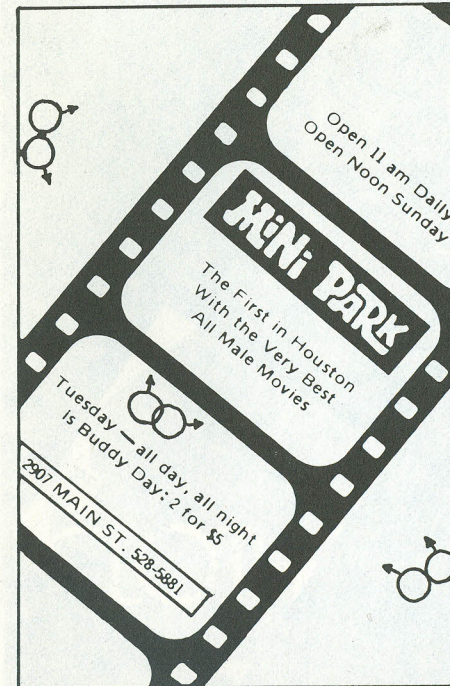 Open 11 am Daily
Open Noon Sunday
MiNi PARK
The First in Houston
With the Very Best
All Male Movies
Tuesday — all day, all night
is Buddy Day: 2 for $5
2907 MAIN ST. 528-5881